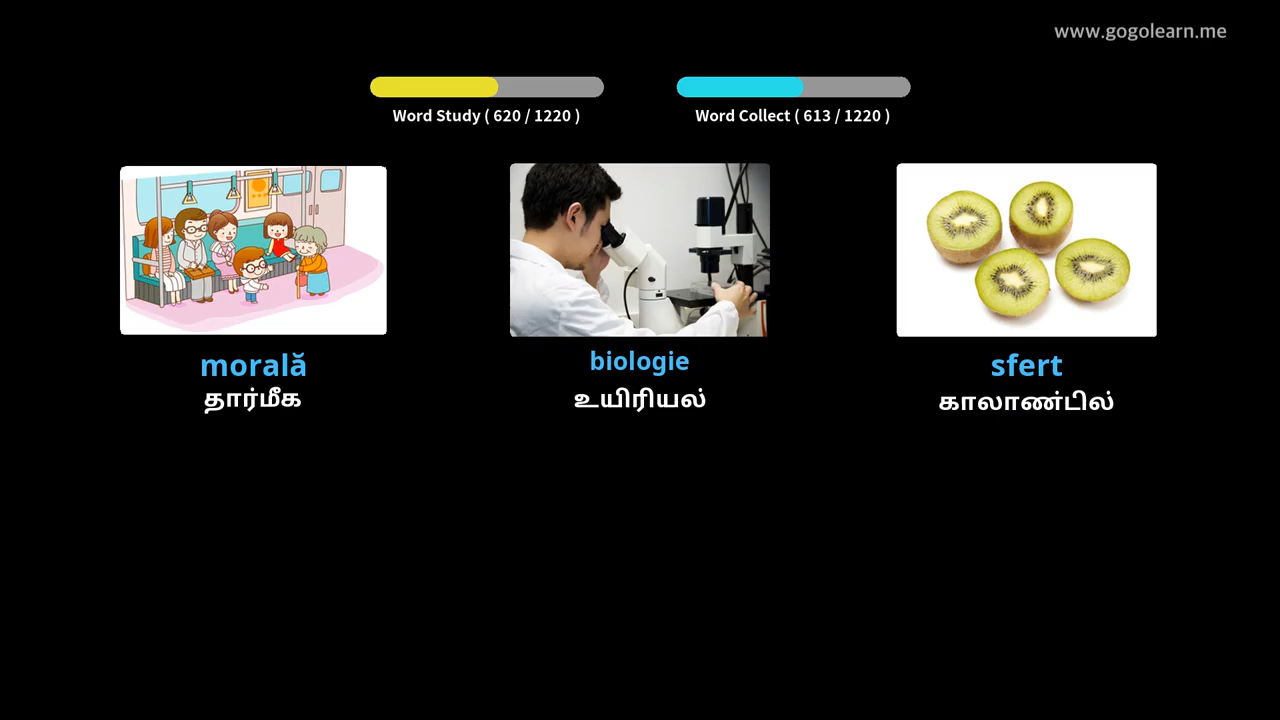 www.gogolearn.me
Word Study ( 620 / 1220 )
Word Collect ( 613 / 1220 )
morală
தார்மீக
biologie
உயிரியல்
sfert
காலாண்டில்